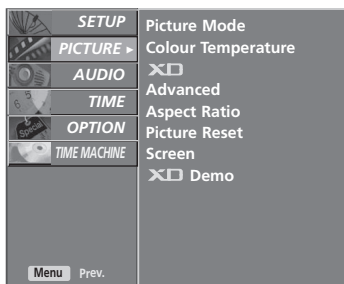 SETUP
PICTURE ►
AUDIO
TIME
OPTION
TIME MACHINE
Menu Prev.
Picture Mode
Colour Temperature
XD
Advanced
Aspect Ratio
Picture Reset
Screen
XD Demo
Special